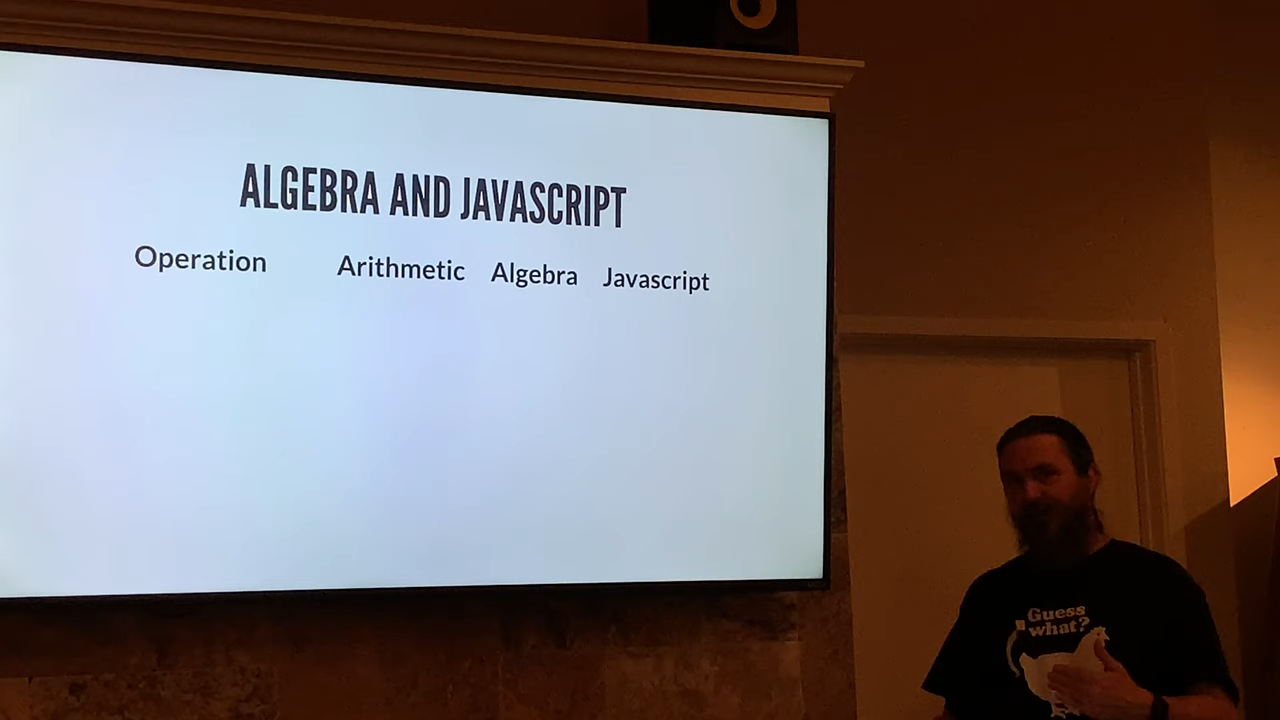 ALGEBRA AND JAVASCRIPT
Operation Arithmetic Algebra Javascript
Guess
what?